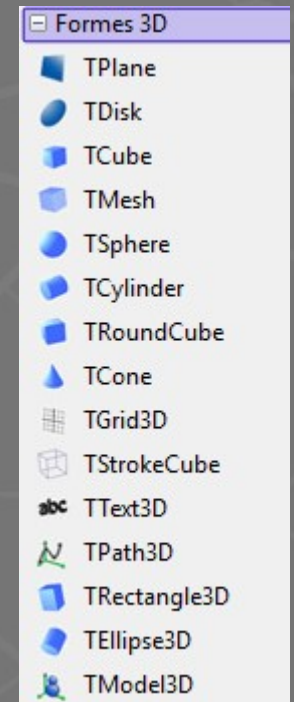 Formes 3D
TPlane
TDisk
TCube
TMesh
TSphere
TCylinder
TRoundCube
TCone
TGrid3D
TStrokeCube
abc TText3D
TPath3D
TRectangle3D
TEllipse3D
TModel3D